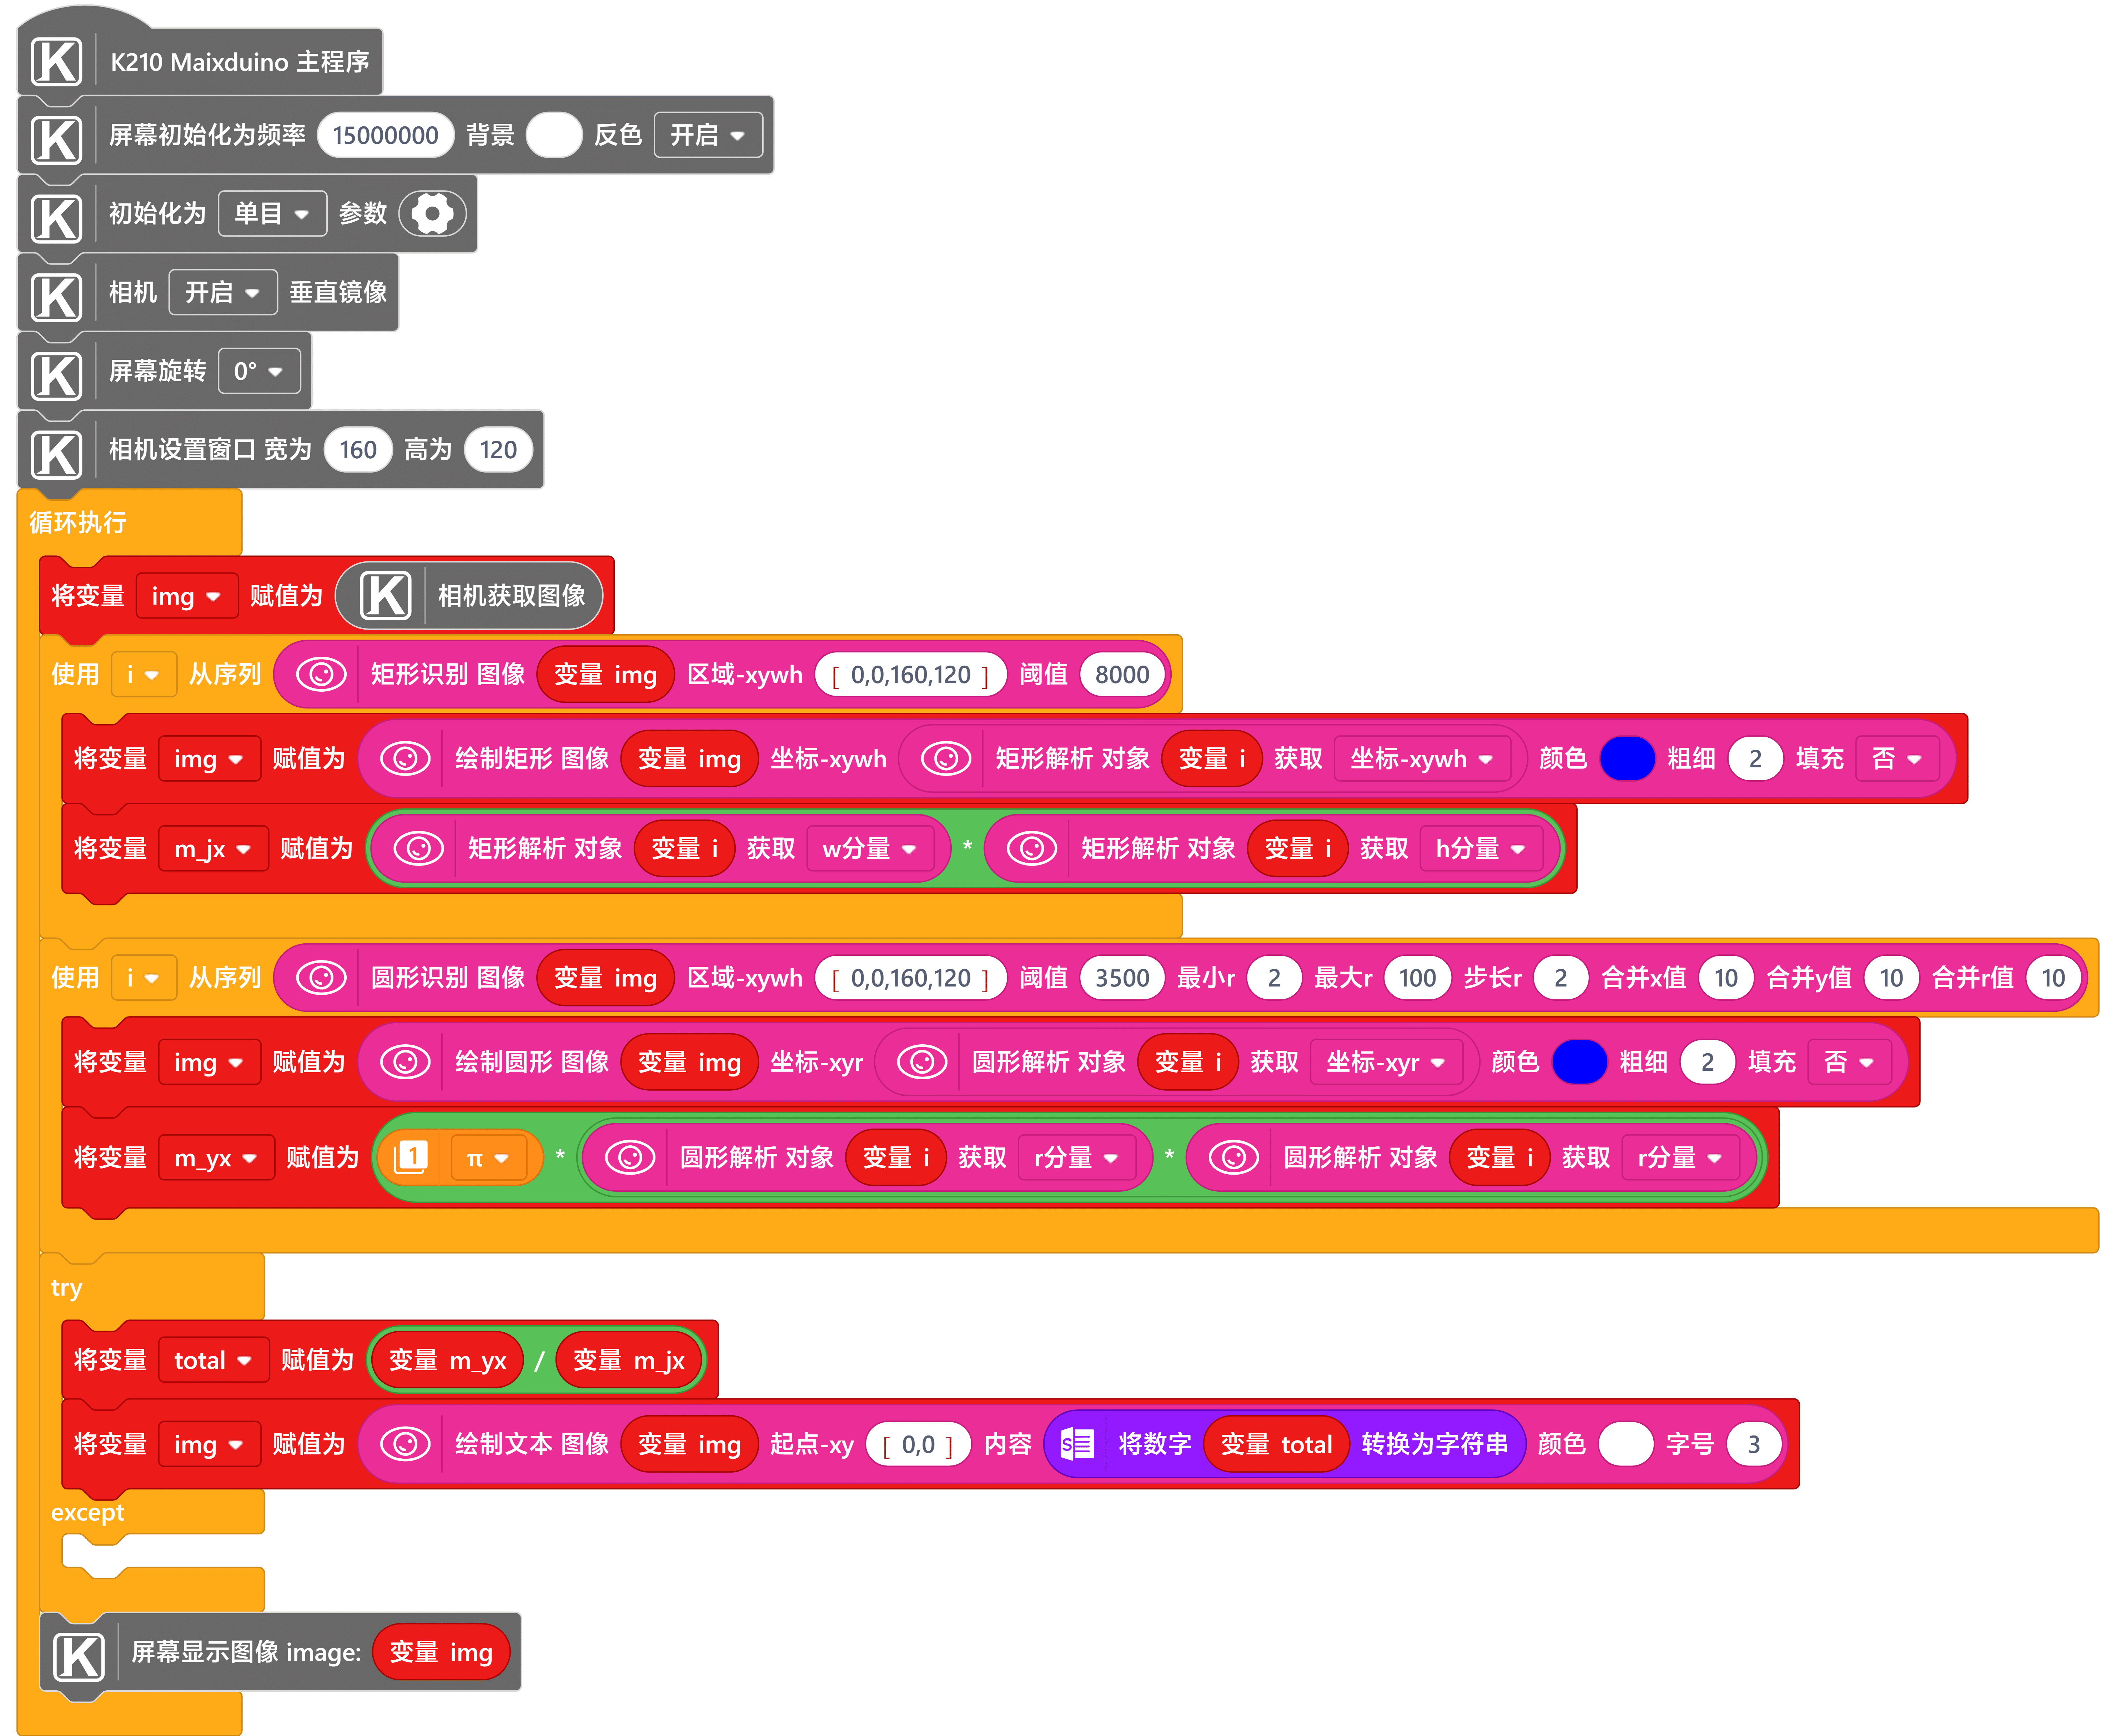 K210 Maixduino 主程序
屏幕初始化为频率 15000000 背景 反色 开启
初始化为 单目 参数
相机 开启 垂直镜像
屏幕旋转 0°
相机设置窗口 宽为 160 高为 120
循环执行
将变量 img 赋值为 相机获取图像
使用 i 从序列 矩形识别 图像 变量 img 区域-xywh [ 0,0,160,120 ] 阈值 8000
将变量 img 赋值为 绘制矩形 图像 变量 img 坐标-xywh 矩形解析 对象 变量 i 获取 坐标-xywh 颜色 粗细 2 填充 否
将变量 m_jx 赋值为 矩形解析 对象 变量 i 获取 w分量 * 矩形解析 对象 变量 i 获取 h分量
使用 i 从序列 圆形识别 图像 变量 img 区域-xywh [ 0,0,160,120 ] 阈值 3500 最小r 2 最大r 100 步长r 2 合并x值 10 合并y值 10 合并r值 10
将变量 img 赋值为 绘制圆形 图像 变量 img 坐标-xyr 圆形解析 对象 变量 i 获取 坐标-xyr 颜色 粗细 2 填充 否
将变量 m_yx 赋值为 1 π * 圆形解析 对象 变量 i 获取 r分量 * 圆形解析 对象 变量 i 获取 r分量
try
将变量 total 赋值为 变量 m_yx / 变量 m_jx
将变量 img 赋值为 绘制文本 图像 变量 img 起点-xy [ 0,0 ] 内容 S 将数字 变量 total 转换为字符串 颜色 字号 3
except
屏幕显示图像 image: 变量 img